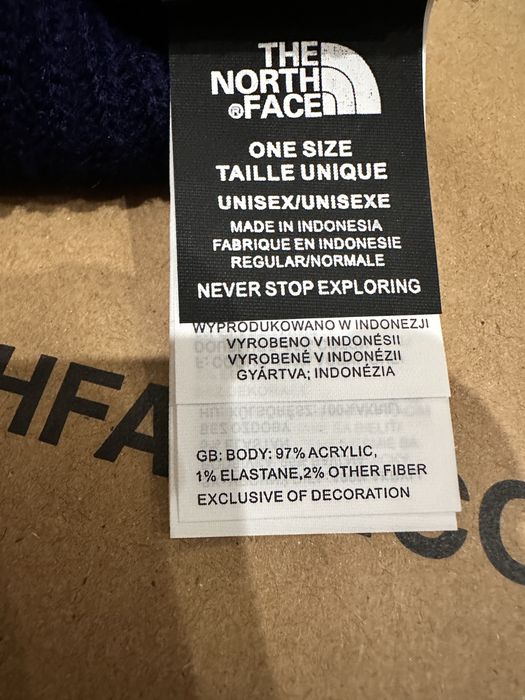 THE
NORTH
®FACE
ONE SIZE
TAILLE UNIQUE
UNISEX/UNISEXE
MADE IN INDONESIA
FABRIQUE EN INDONESIE
REGULAR/NORMALE
NEVER STOP EXPLORING
WYPRODUKOWANO W INDONEZJI
VYROBENO V INDONÉSII
VYROBENÉ V INDONÉZII
GYÁRTVA; INDONÉZIA
GB: BODY: 97% ACRYLIC,
1% ELASTANE,2% OTHER FIBER
EXCLUSIVE OF DECORATION
HFA
CO